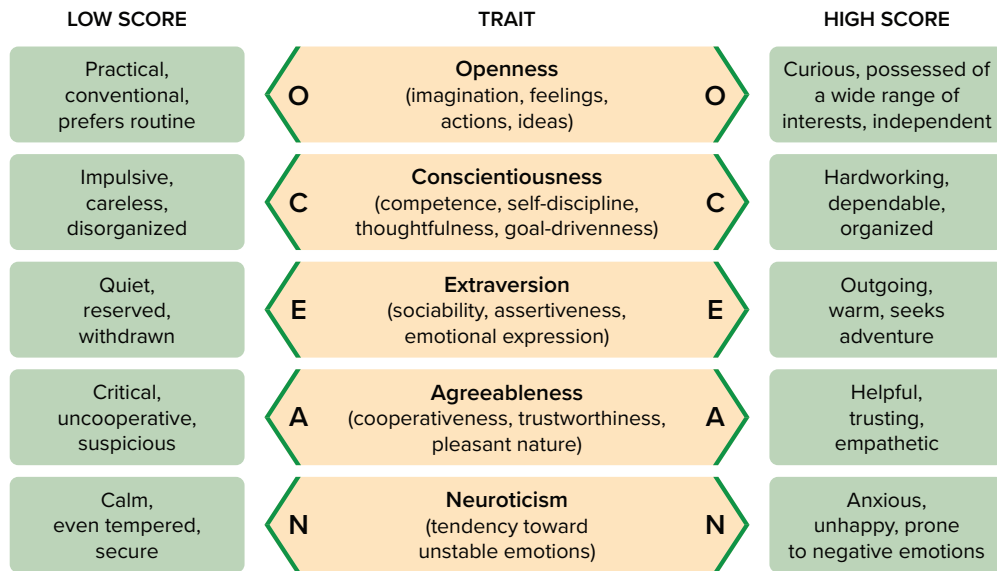 LOW SCORE
TRAIT
HIGH SCORE
Practical,
conventional,
prefers routine
O
Openness
(imagination, feelings,
actions, ideas)
O
Curious, possessed of
a wide range of
interests, independent
Impulsive,
careless,
disorganized
C
Conscientiousness
(competence, self-discipline,
thoughtfulness, goal-drivenness)
C
Hardworking,
dependable,
organized
Quiet,
reserved,
withdrawn
E
Extraversion
(sociability, assertiveness,
emotional expression)
E
Outgoing,
warm, seeks
adventure
Critical,
uncooperative,
suspicious
A
Agreeableness
(cooperativeness, trustworthiness,
pleasant nature)
A
Helpful,
trusting,
empathetic
Calm,
even tempered,
secure
N
Neuroticism
(tendency toward
unstable emotions)
N
Anxious,
unhappy, prone
to negative emotions